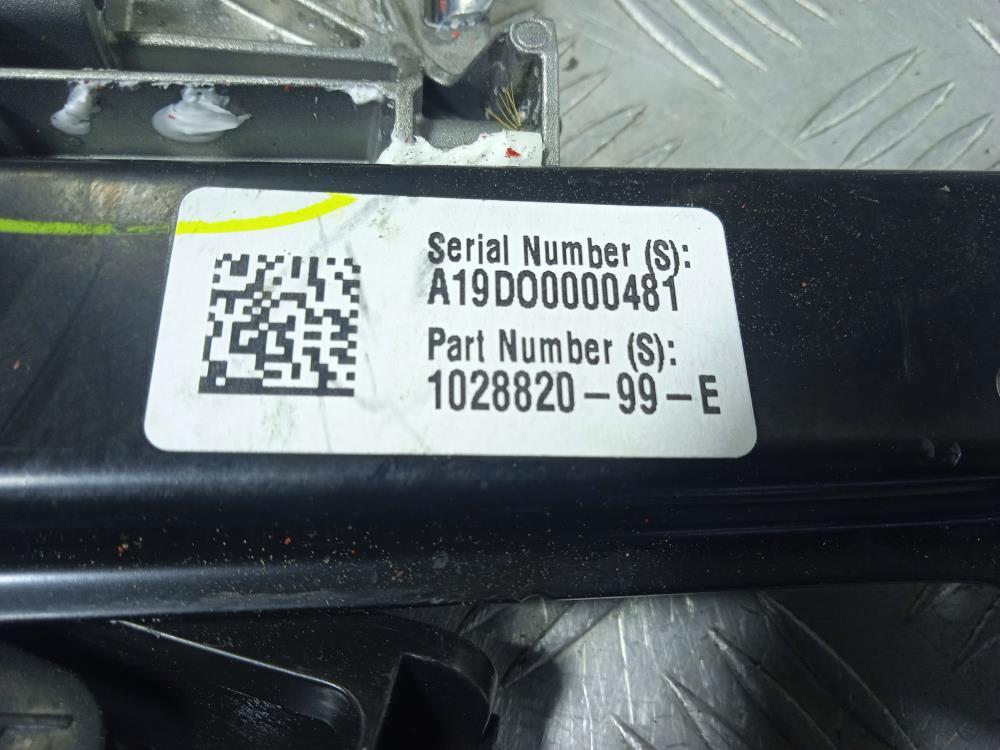 Serial Number (S):
A19D00000481
Part Number (S):
1028820-99-E